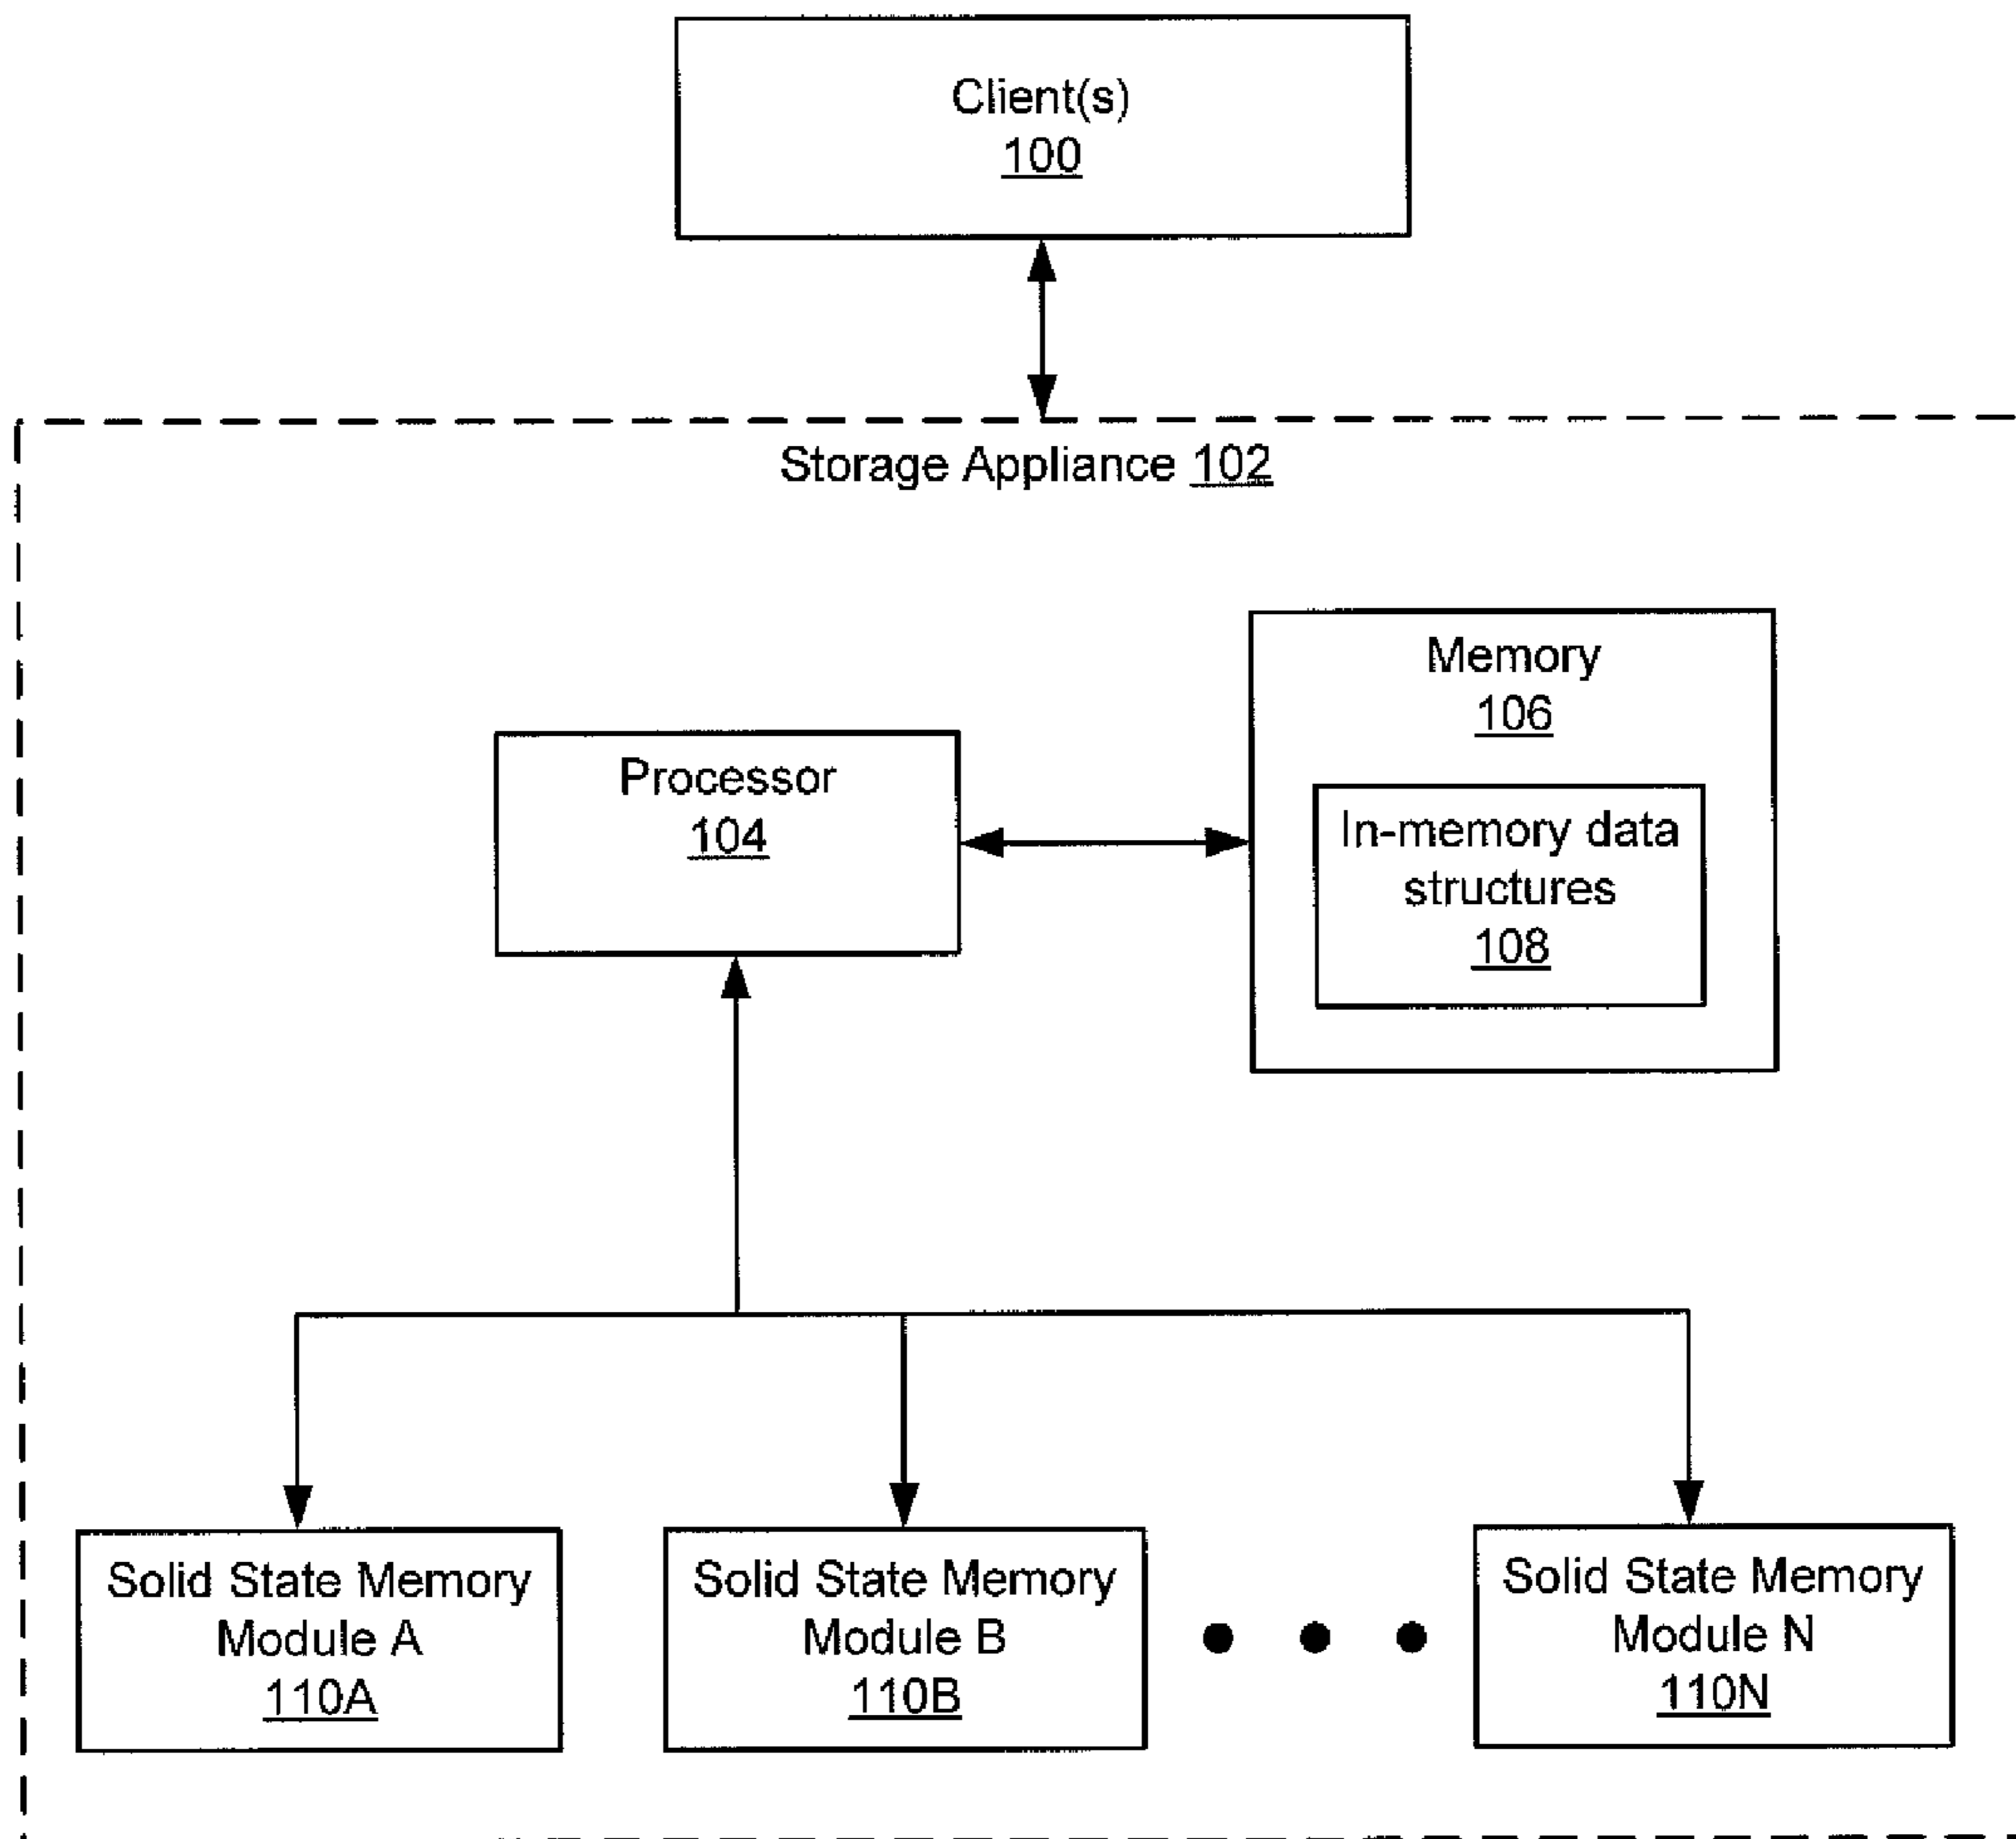 Client(s)
100
Storage Appliance 102
Memory
106
Processor
104
In-memory data
structures
108
Solid State Memory
Module A
110A
Solid State Memory
Module B
110B
Solid State Memory
Module N
110N